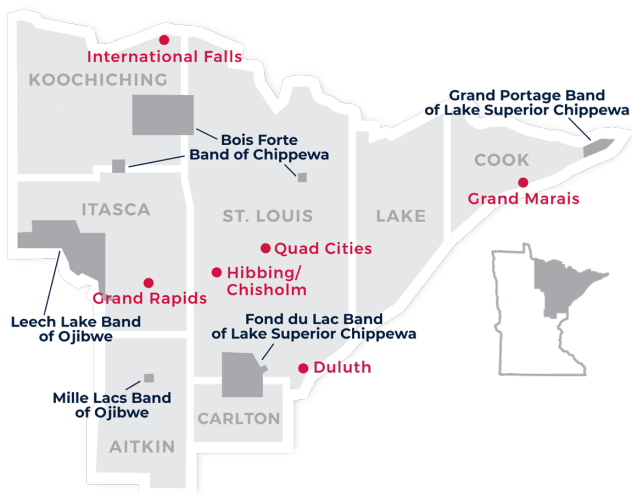 International Falls
KOOCHICHING
Grand Portage Band
of Lake Superior Chippewa
Bois Forte
Band of Chippewa
COOK
Grand Marais
ITASCA
ST. LOUIS
LAKE
Quad Cities
Hibbing/
Chisholm
Grand Rapids
Leech Lake Band
of Ojibwe
Fond du Lac Band
of Lake Superior Chippewa
Duluth
Mille Lacs Band
of Ojibwe
CARLTON
AITKIN